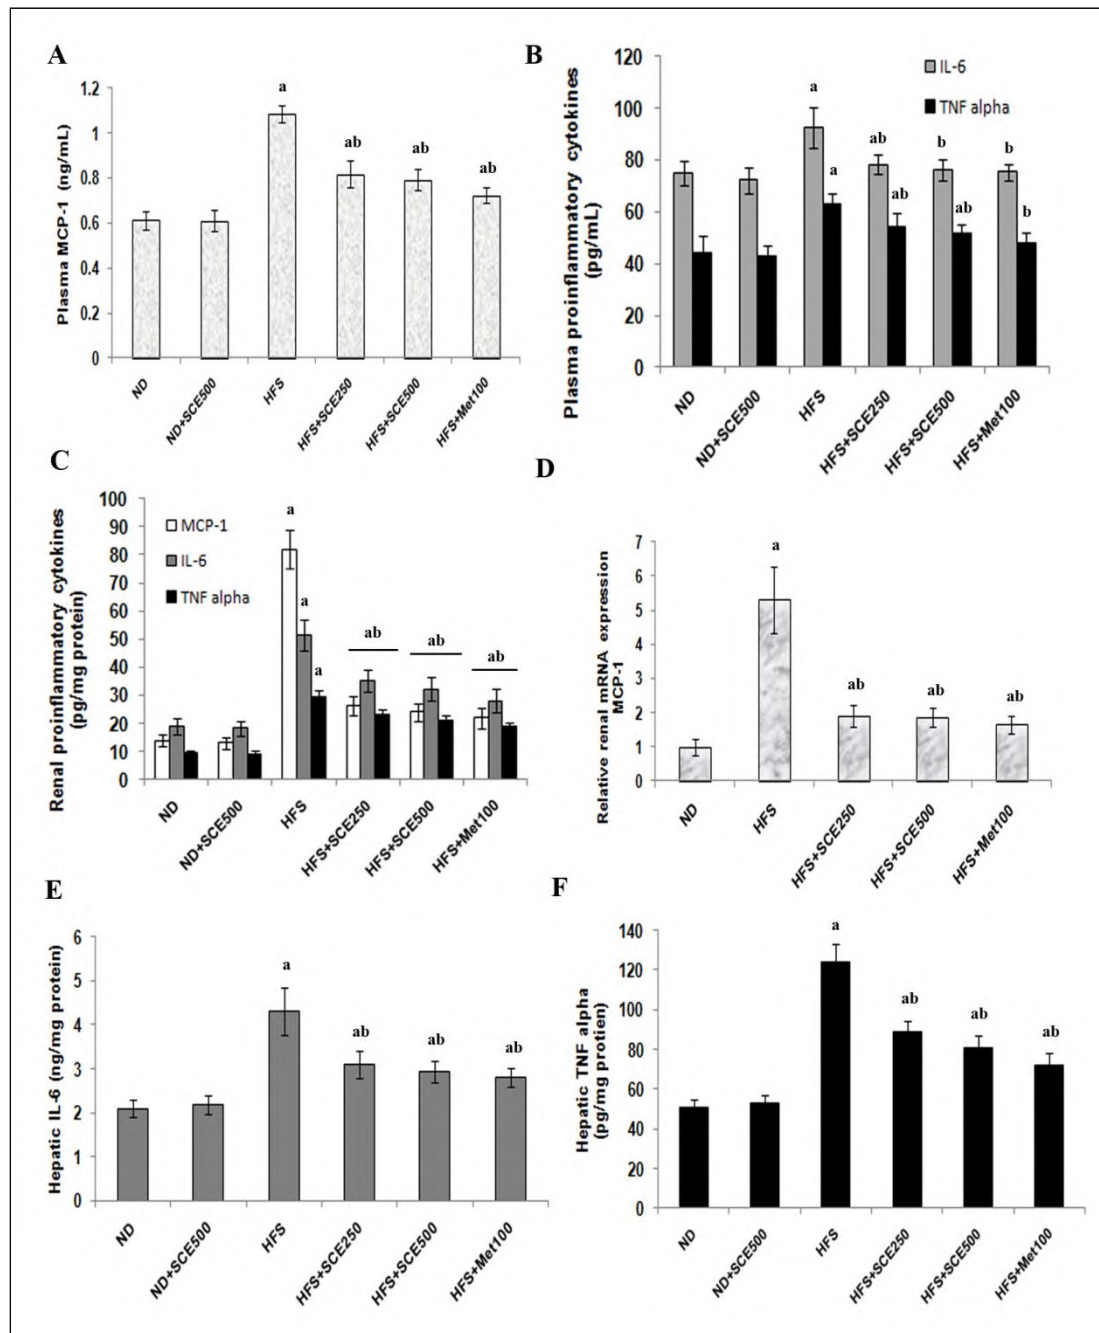 A
Plasma MCP-1 (ng/mL)
1.2
1
0.8
0.6
0.4
0.2
0
a
ab
ab
ab
ND
ND+SCE500
HFS
HFS+SCE250
HFS+SCE500
HFS+Met100
B
Plasma proinflammatory cytokines
(pg/mL)
120
100
80
60
40
20
0
IL-6
TNF alpha
a
a
ab
ab
b
ab
b
b
ND
ND+SCE500
HFS
HFS+SCE250
HFS+SCE500
HFS+Met100
C
Renal proinflammatory cytokines
(pg/mg protein)
100
90
80
70
60
50
40
30
20
10
0
MCP-1
IL-6
TNF alpha
a
a
a
ab
ab
ab
ND
ND+SCE500
HFS
HFS+SCE250
HFS+SCE500
HFS+Met100
D
Relative renal mRNA expression
MCP-1
7
6
5
4
3
2
1
0
a
ab
ab
ab
ND
HFS
HFS+SCE250
HFS+SCE500
HFS+Met100
E
Hepatic IL-6 (ng/mg protein)
6
5
4
3
2
1
0
a
ab
ab
ab
ND
ND+SCE500
HFS
HFS+SCE250
HFS+SCE500
HFS+Met100
F
Hepatic TNF alpha
(pg/mg protien)
140
120
100
80
60
40
20
0
a
ab
ab
ab
ND
ND+SCE500
HFS
HFS+SCE250
HFS+SCE500
HFS+Met100